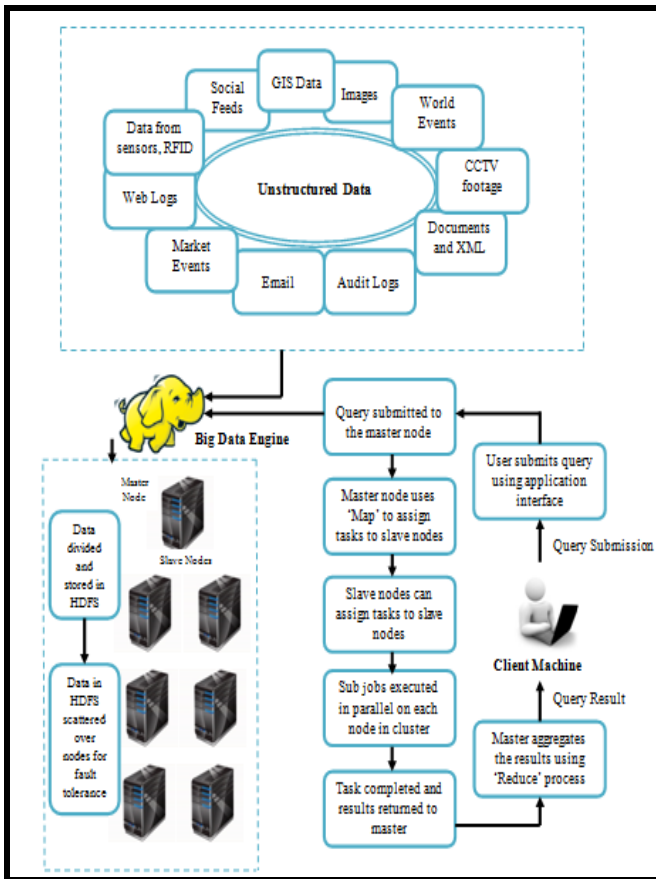 GIS Data
Social
Feeds
Images
World
Events
Data from
sensors, RFID
CCTV
footage
Unstructured Data
Web Logs
Documents
and XML
Market
Events
Email
Audit Logs
Big Data Engine
Query submitted to
the master node
User submits query
using application
interface
Master
Node
Slave Nodes
Data
divided
and
stored in
HDFS
Data in
HDFS
scattered
over
nodes for
fault
tolerance
Master node uses
‘Map’ to assign
tasks to slave nodes
Slave nodes can
assign tasks to slave
nodes
Sub jobs executed
in parallel on each
node in cluster
Task completed and
results returned to
master
Query Submission
Client Machine
Query Result
Master aggregates
the results using
‘Reduce’ process